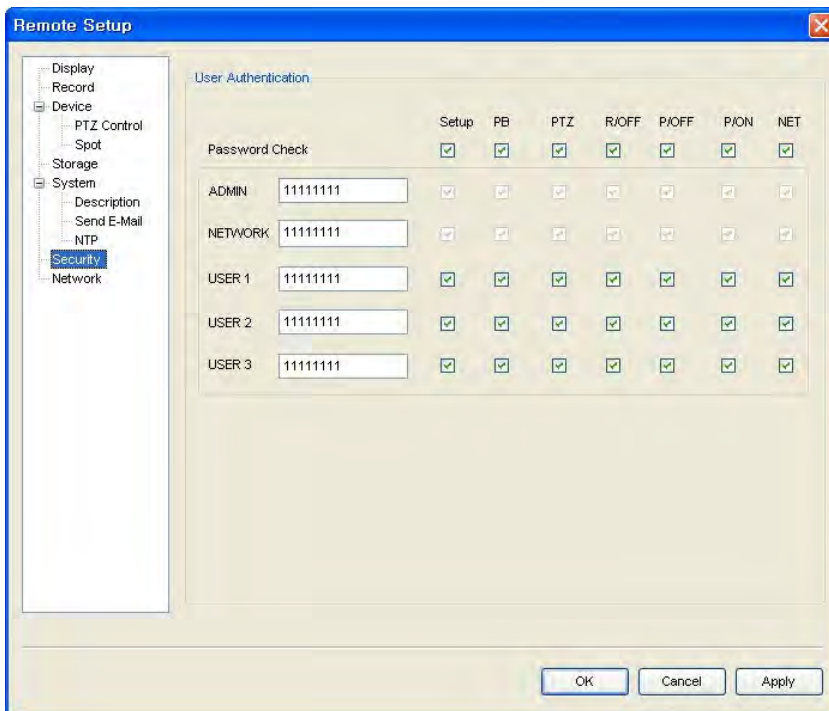 Remote Setup
Display
Record
Device
PTZ Control
Spot
Storage
System
Description
Send E-Mail
NTP
Security
Network
User Authentication
Setup PB PTZ R/OFF P/OFF P/ON NET
Password Check
ADMIN 11111111
NETWORK 11111111
USER 1 11111111
USER 2 11111111
USER 3 11111111
OK Cancel Apply